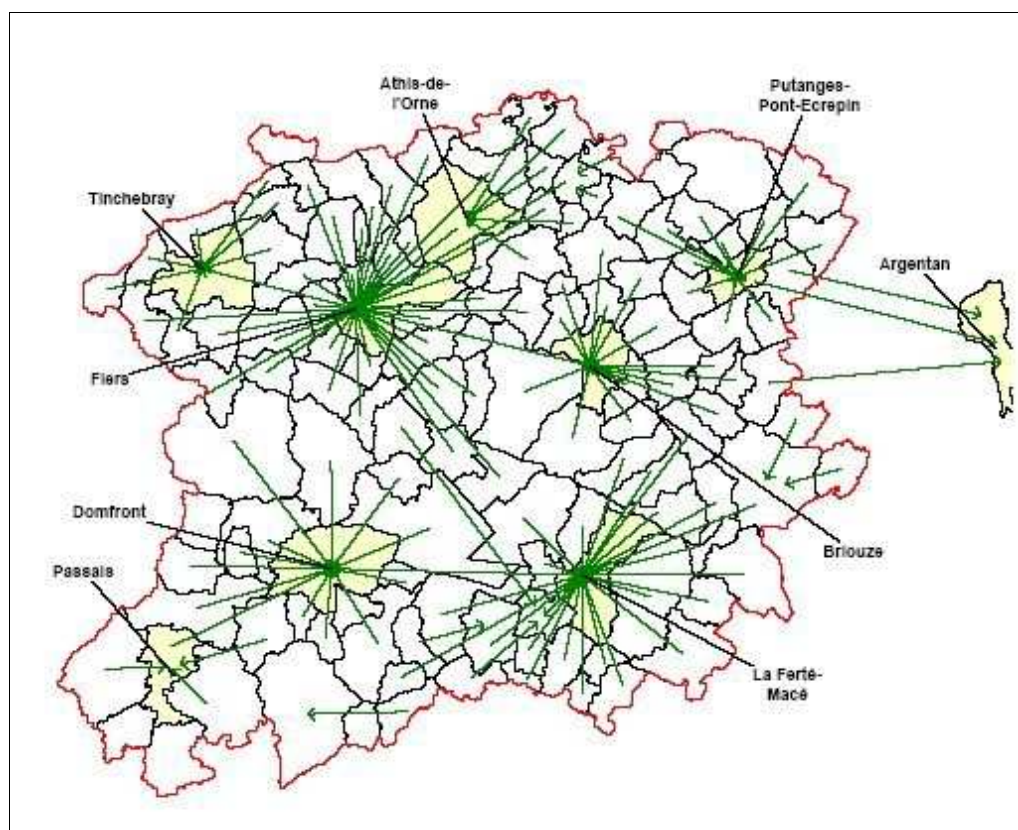 Athis-de-
l'Orne
Putanges-
Pont-Ecrepin
Tinchebray
Argentan
Flers
Domfront
Briouze
Passais
La Ferté-
Macé